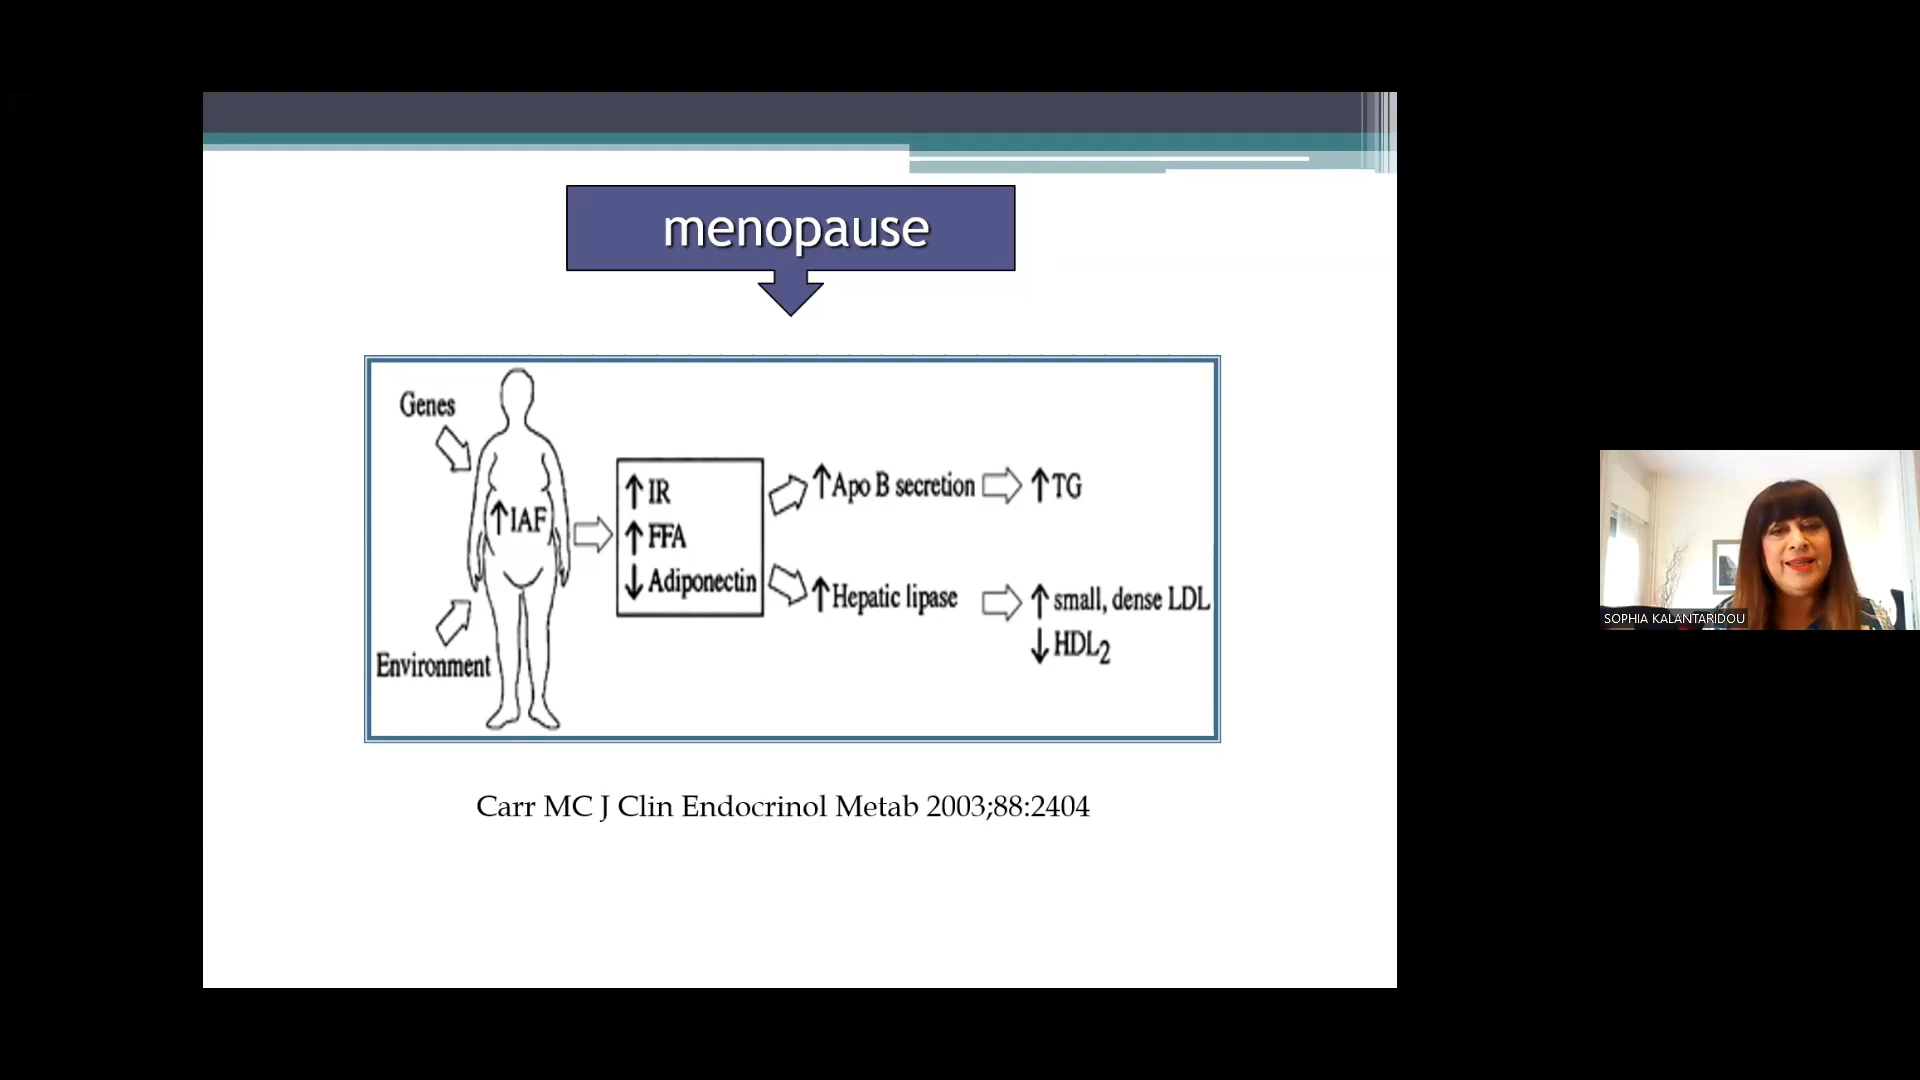 menopause
Genes
↑IAF
Environment
↑ IR
↑ FFA
↓ Adiponectin
↑Apo B secretion
↑TG
↑Hepatic lipase
↑ small, dense LDL
↓ HDL2
Carr MC J Clin Endocrinol Metab 2003;88:2404
SOPHIA KALANTARIDOU